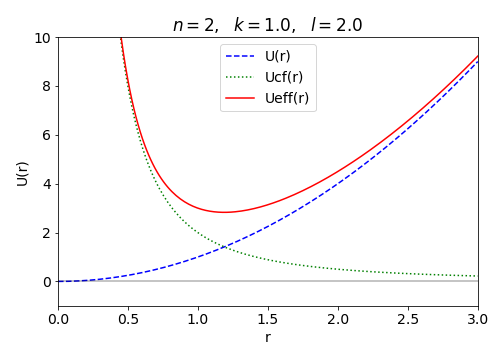 n = 2,  k = 1.0,  l = 2.0
U(r)
Ucf(r)
Ueff(r)
10
8
6
4
2
0
U(r)
0.0 0.5 1.0 1.5 2.0 2.5 3.0
r